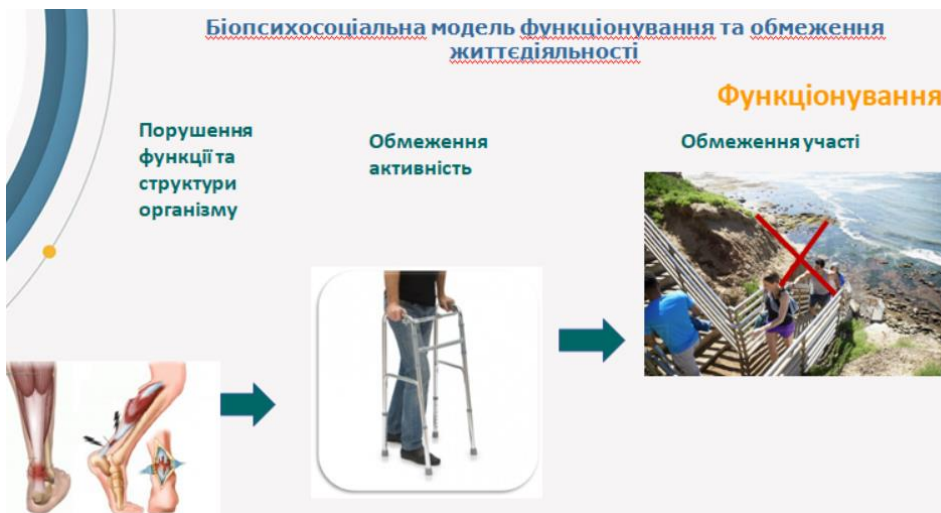 Біопсихосоціальна модель функціонування та обмеження
життєдіяльності
Функціонування
Порушення
функції та
структури
організму
Обмеження
активність
Обмеження участі